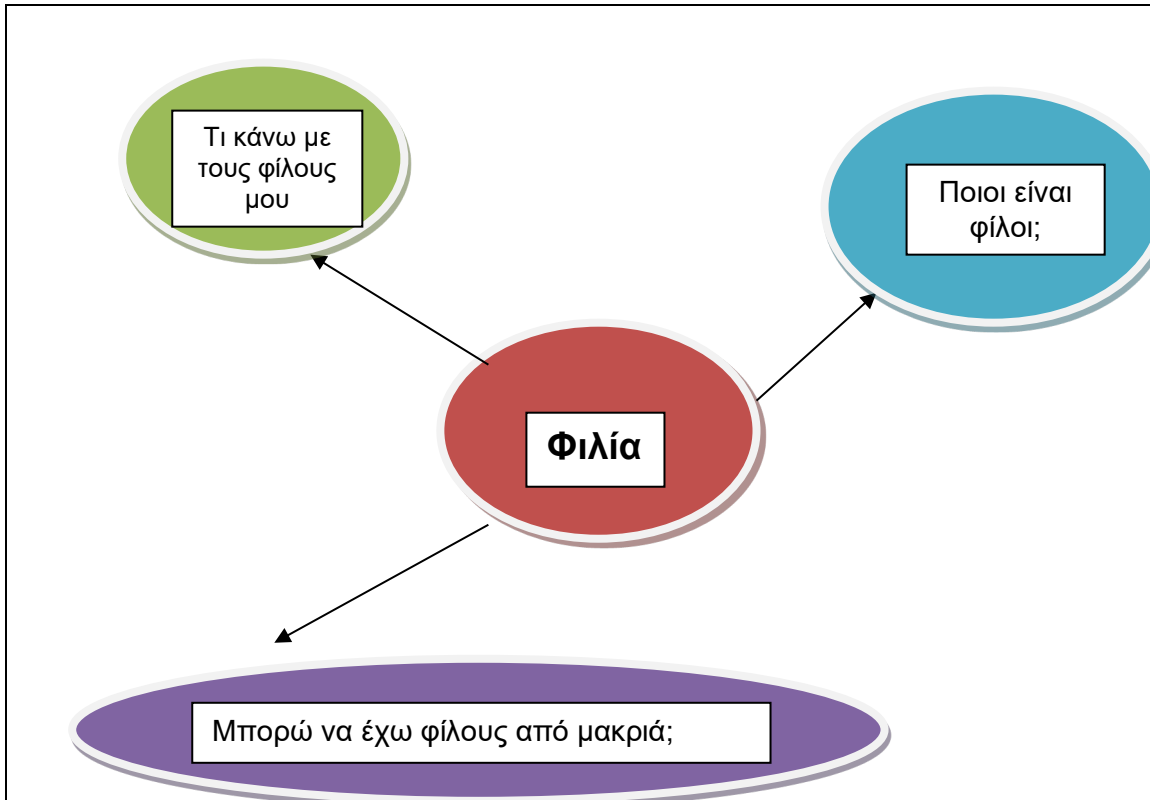 Τι κάνω με
τους φίλους
μου
Ποιοι είναι
φίλοι;
Φιλία
Μπορώ να έχω φίλους από μακριά;